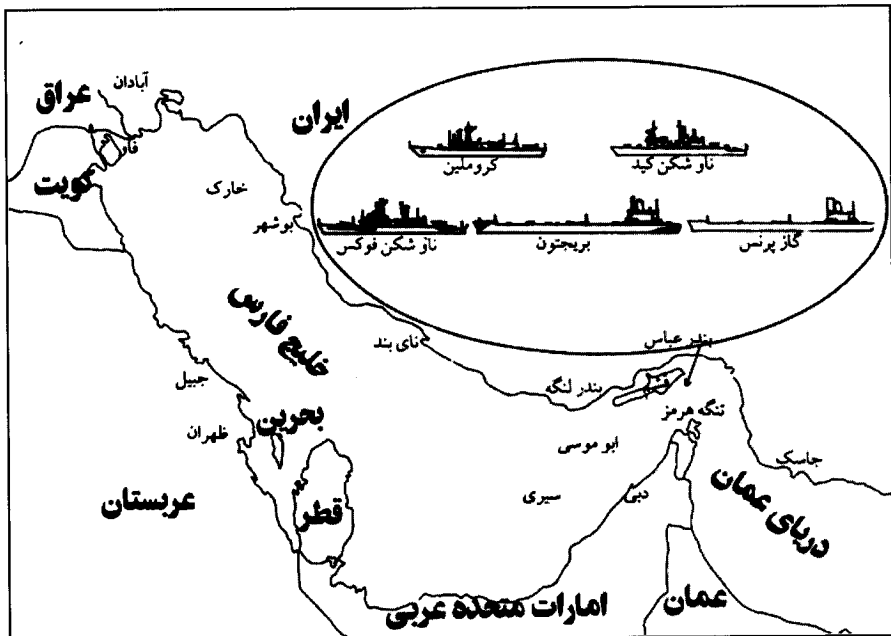 آبادان
عراق
ایران
فاو
کویت
خارک
بوشهر
کروملین
ناو شکن کید
ناو شکن فوکس
بریجتون
گاز پرنس
خلیج فارس
نای بند
بندر عباس
جبیل
بندر لنگه
قشم
تنگه هرمز
بحرین
ظهران
ابو موسی
جاسک
عربستان
قطر
سیری
دبی
دریای عمان
امارات متحده عربی
عمان